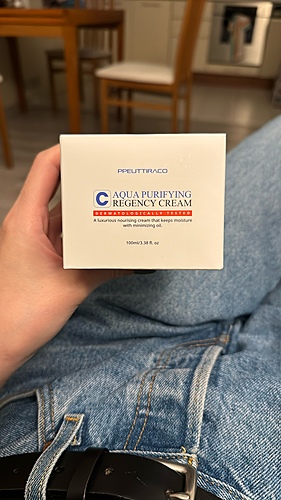 PPEUTTIRACO
C AQUA PURIFYING
REGENCY CREAM
DERMATOLOGICALLY TESTED
A luxurious nourising cream that keeps moisture
with minimizing oil.
100ml/3.38 fl. oz